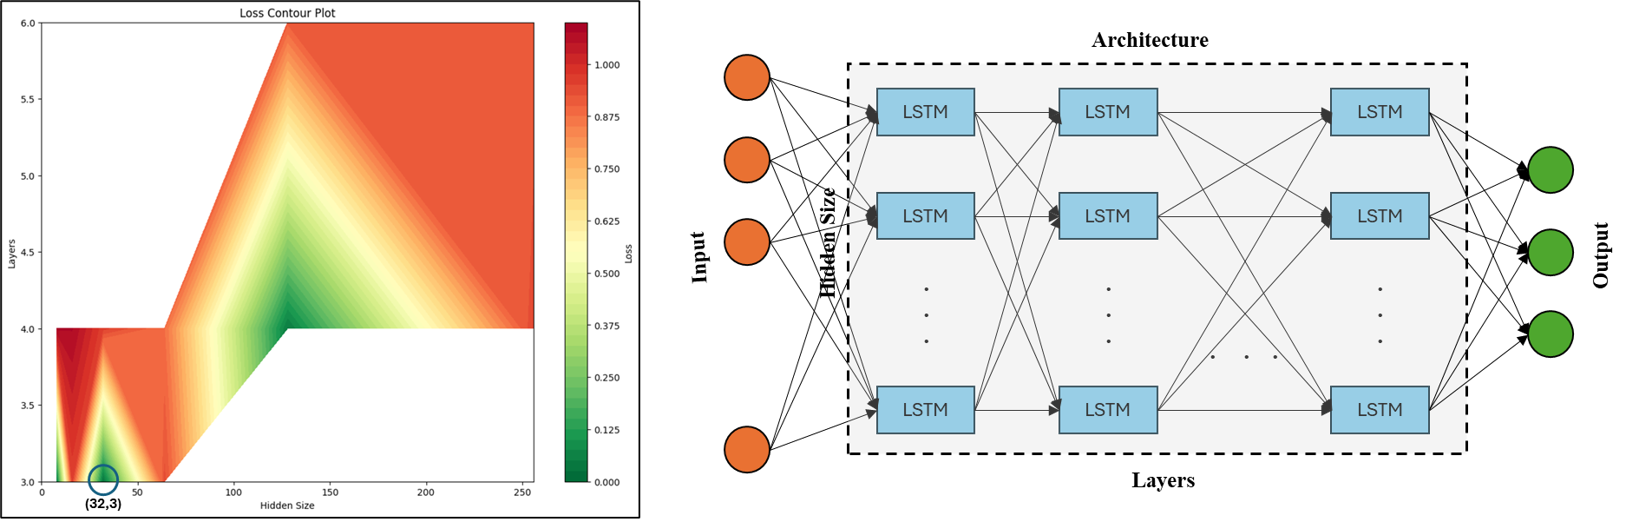 Loss Contour Plot
6.0
5.5
5.0
4.5
4.0
3.5
3.0
Layers
0
50
100
150
200
250
Hidden Size
(32,3)
1.000
0.875
0.750
0.625
0.500
0.375
0.250
0.125
0.000
Loss
Architecture
Input
Hidden Size
LSTM LSTM LSTM
LSTM LSTM LSTM
LSTM LSTM LSTM
Layers
Output